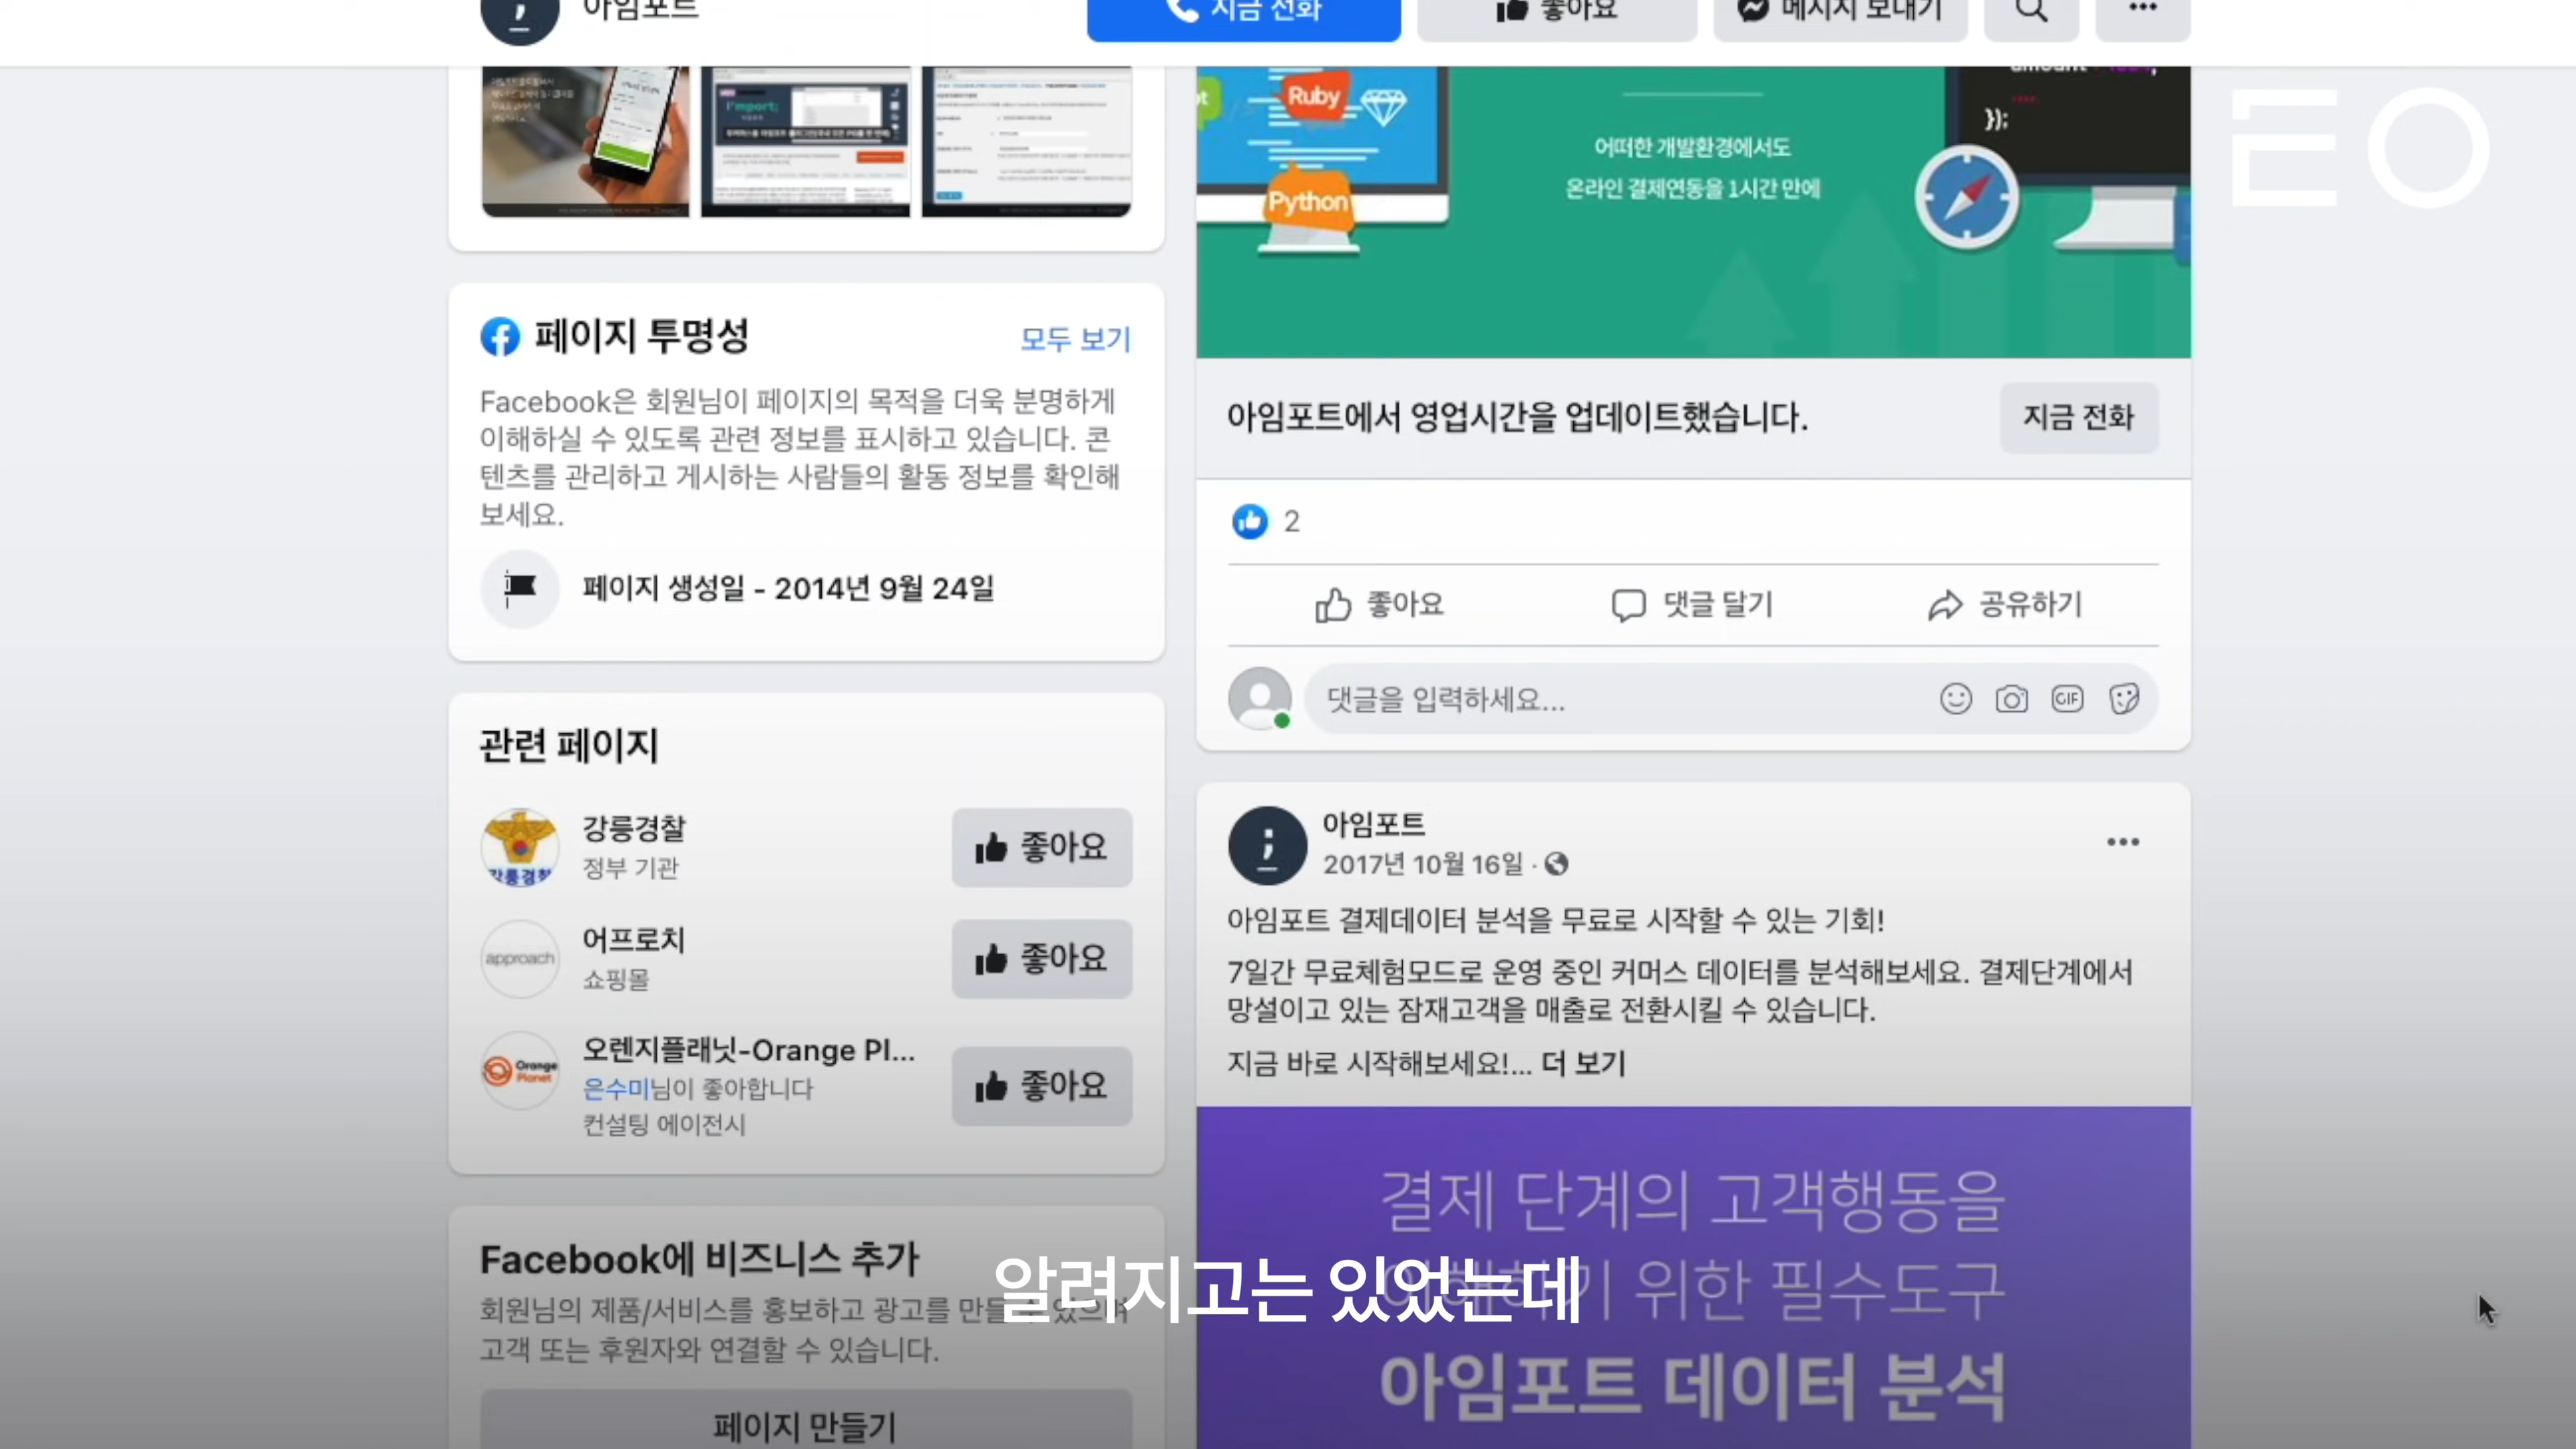 아임포트
지금 전화
좋아요
메시지 보내기
I'mport;
Ruby
Python
});
어떠한 개발환경에서도
온라인 결제연동을 1시간 만에
EO
페이지 투명성
모두 보기
Facebook은 회원님이 페이지의 목적을 더욱 분명하게
이해하실 수 있도록 관련 정보를 표시하고 있습니다. 콘
텐츠를 관리하고 게시하는 사람들의 활동 정보를 확인해
보세요.
페이지 생성일 - 2014년 9월 24일
관련 페이지
강릉경찰
강릉경찰
정부 기관
좋아요
approach
어프로치
쇼핑몰
좋아요
Orange
Planet
오렌지플래닛-Orange Pl...
은수미님이 좋아합니다
컨설팅 에이전시
좋아요
Facebook에 비즈니스 추가
회원님의 제품/서비스를 홍보하고 광고를 만들 수 있으며
고객 또는 후원자와 연결할 수 있습니다.
페이지 만들기
아임포트에서 영업시간을 업데이트했습니다.
지금 전화
2
좋아요
댓글 달기
공유하기
댓글을 입력하세요...
GIF
아임포트
2017년 10월 16일 ·
아임포트 결제데이터 분석을 무료로 시작할 수 있는 기회!
7일간 무료체험모드로 운영 중인 커머스 데이터를 분석해보세요. 결제단계에서
망설이고 있는 잠재고객을 매출로 전환시킬 수 있습니다.
지금 바로 시작해보세요!... 더 보기
결제 단계의 고객행동을
위한 필수도구
아임포트 데이터 분석
알려지고는 있었는데